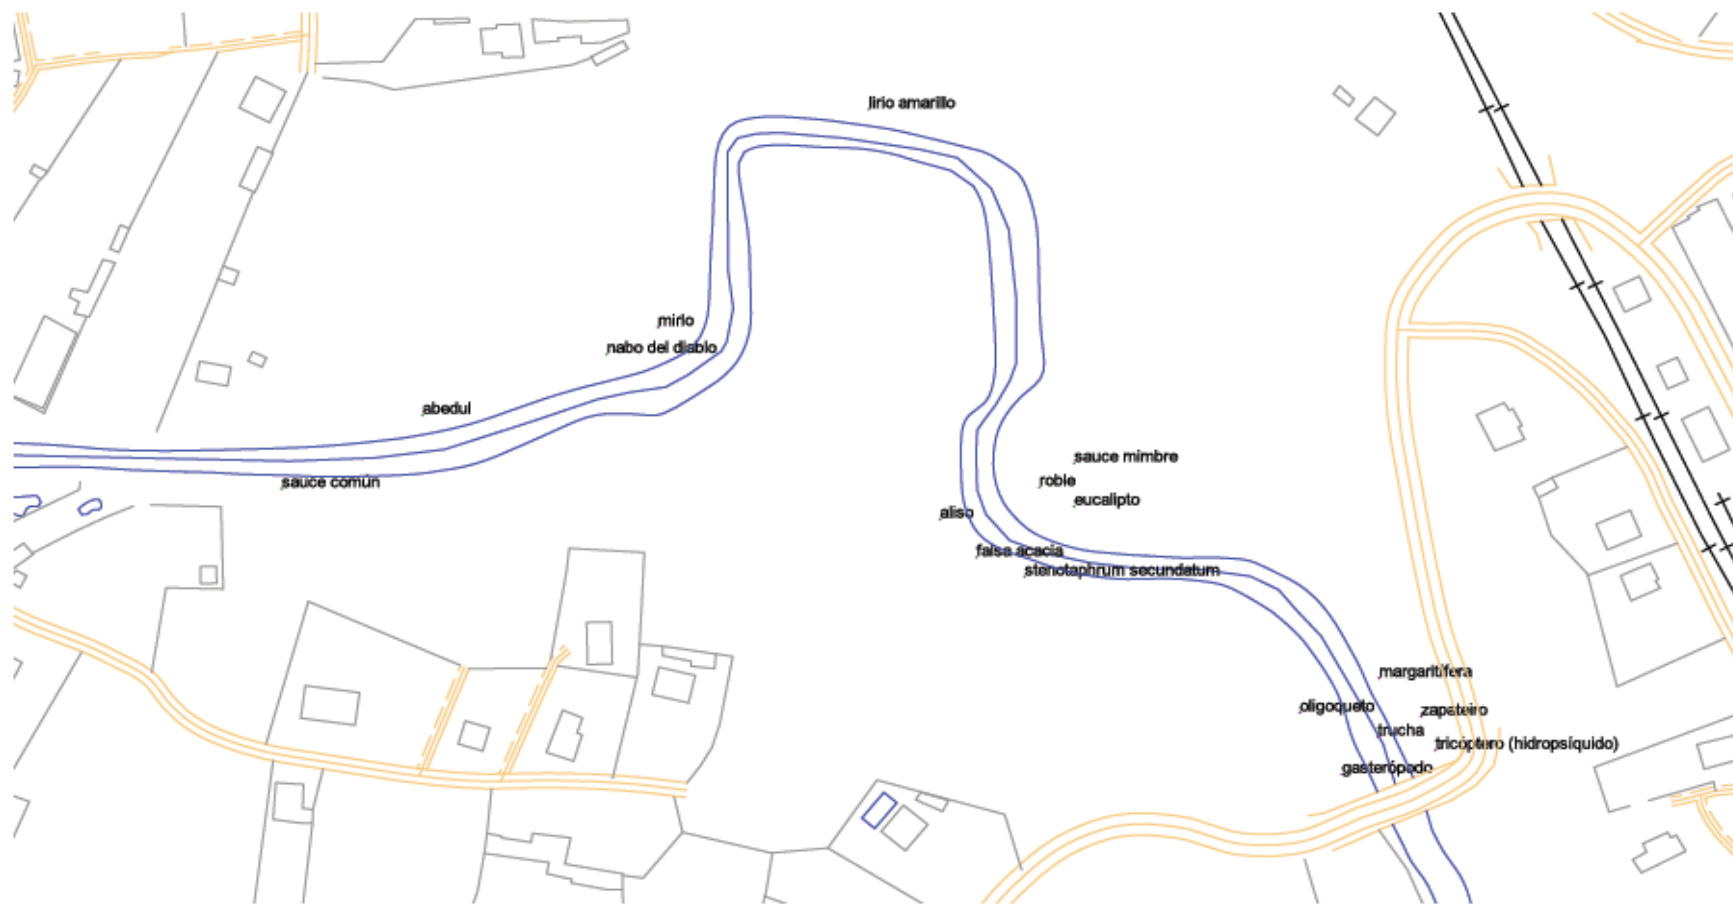 lirio amarillo
mirlo
nabo del diablo
abedul
sauce mimbre
sauce común
roble
eucalipto
aliso
falsa acacia
stenotaphrum secundatum
margaritífera
oligoqueto
zapateiro
trucha
tricóptero (hidropsíquido)
gasterópodo